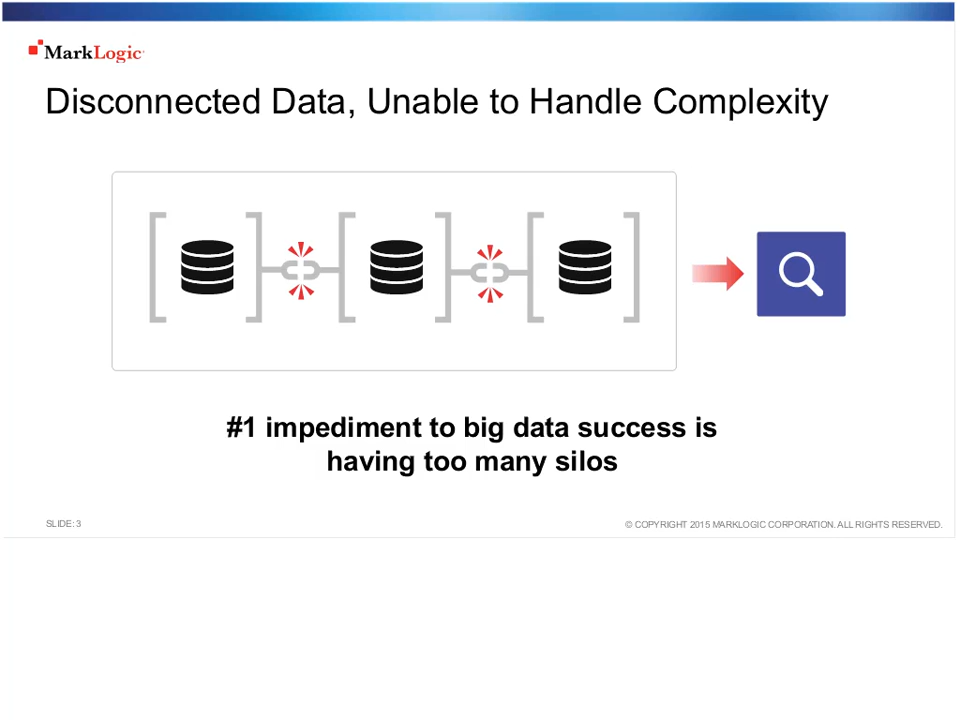 MarkLogic
Disconnected Data, Unable to Handle Complexity
#1 impediment to big data success is
having too many silos
SLIDE: 3
© COPYRIGHT 2015 MARKLOGIC CORPORATION. ALL RIGHTS RESERVED.